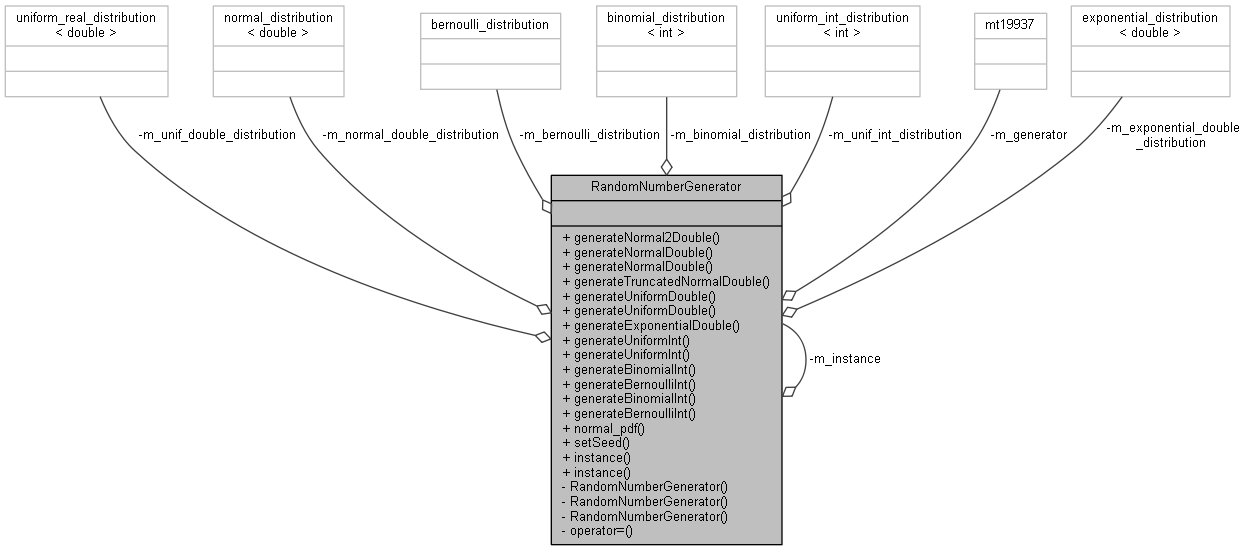 uniform_real_distribution
< double >
normal_distribution
< double >
bernoulli_distribution
binomial_distribution
< int >
uniform_int_distribution
< int >
mt19937
exponential_distribution
< double >
-m_unif_double_distribution
-m_normal_double_distribution
-m_bernoulli_distribution
-m_binomial_distribution
-m_unif_int_distribution
-m_generator
-m_exponential_double
_distribution
RandomNumberGenerator
+ generateNormal2Double()
+ generateNormalDouble()
+ generateNormalDouble()
+ generateTruncatedNormalDouble()
+ generateUniformDouble()
+ generateUniformDouble()
+ generateExponentialDouble()
+ generateUniformInt()
+ generateUniformInt()
+ generateBinomialInt()
+ generateBernoulliInt()
+ generateBinomialInt()
+ generateBernoulliInt()
+ normal_pdf()
+ setSeed()
+ instance()
+ instance()
- RandomNumberGenerator()
- RandomNumberGenerator()
- RandomNumberGenerator()
- operator=()
-m_instance